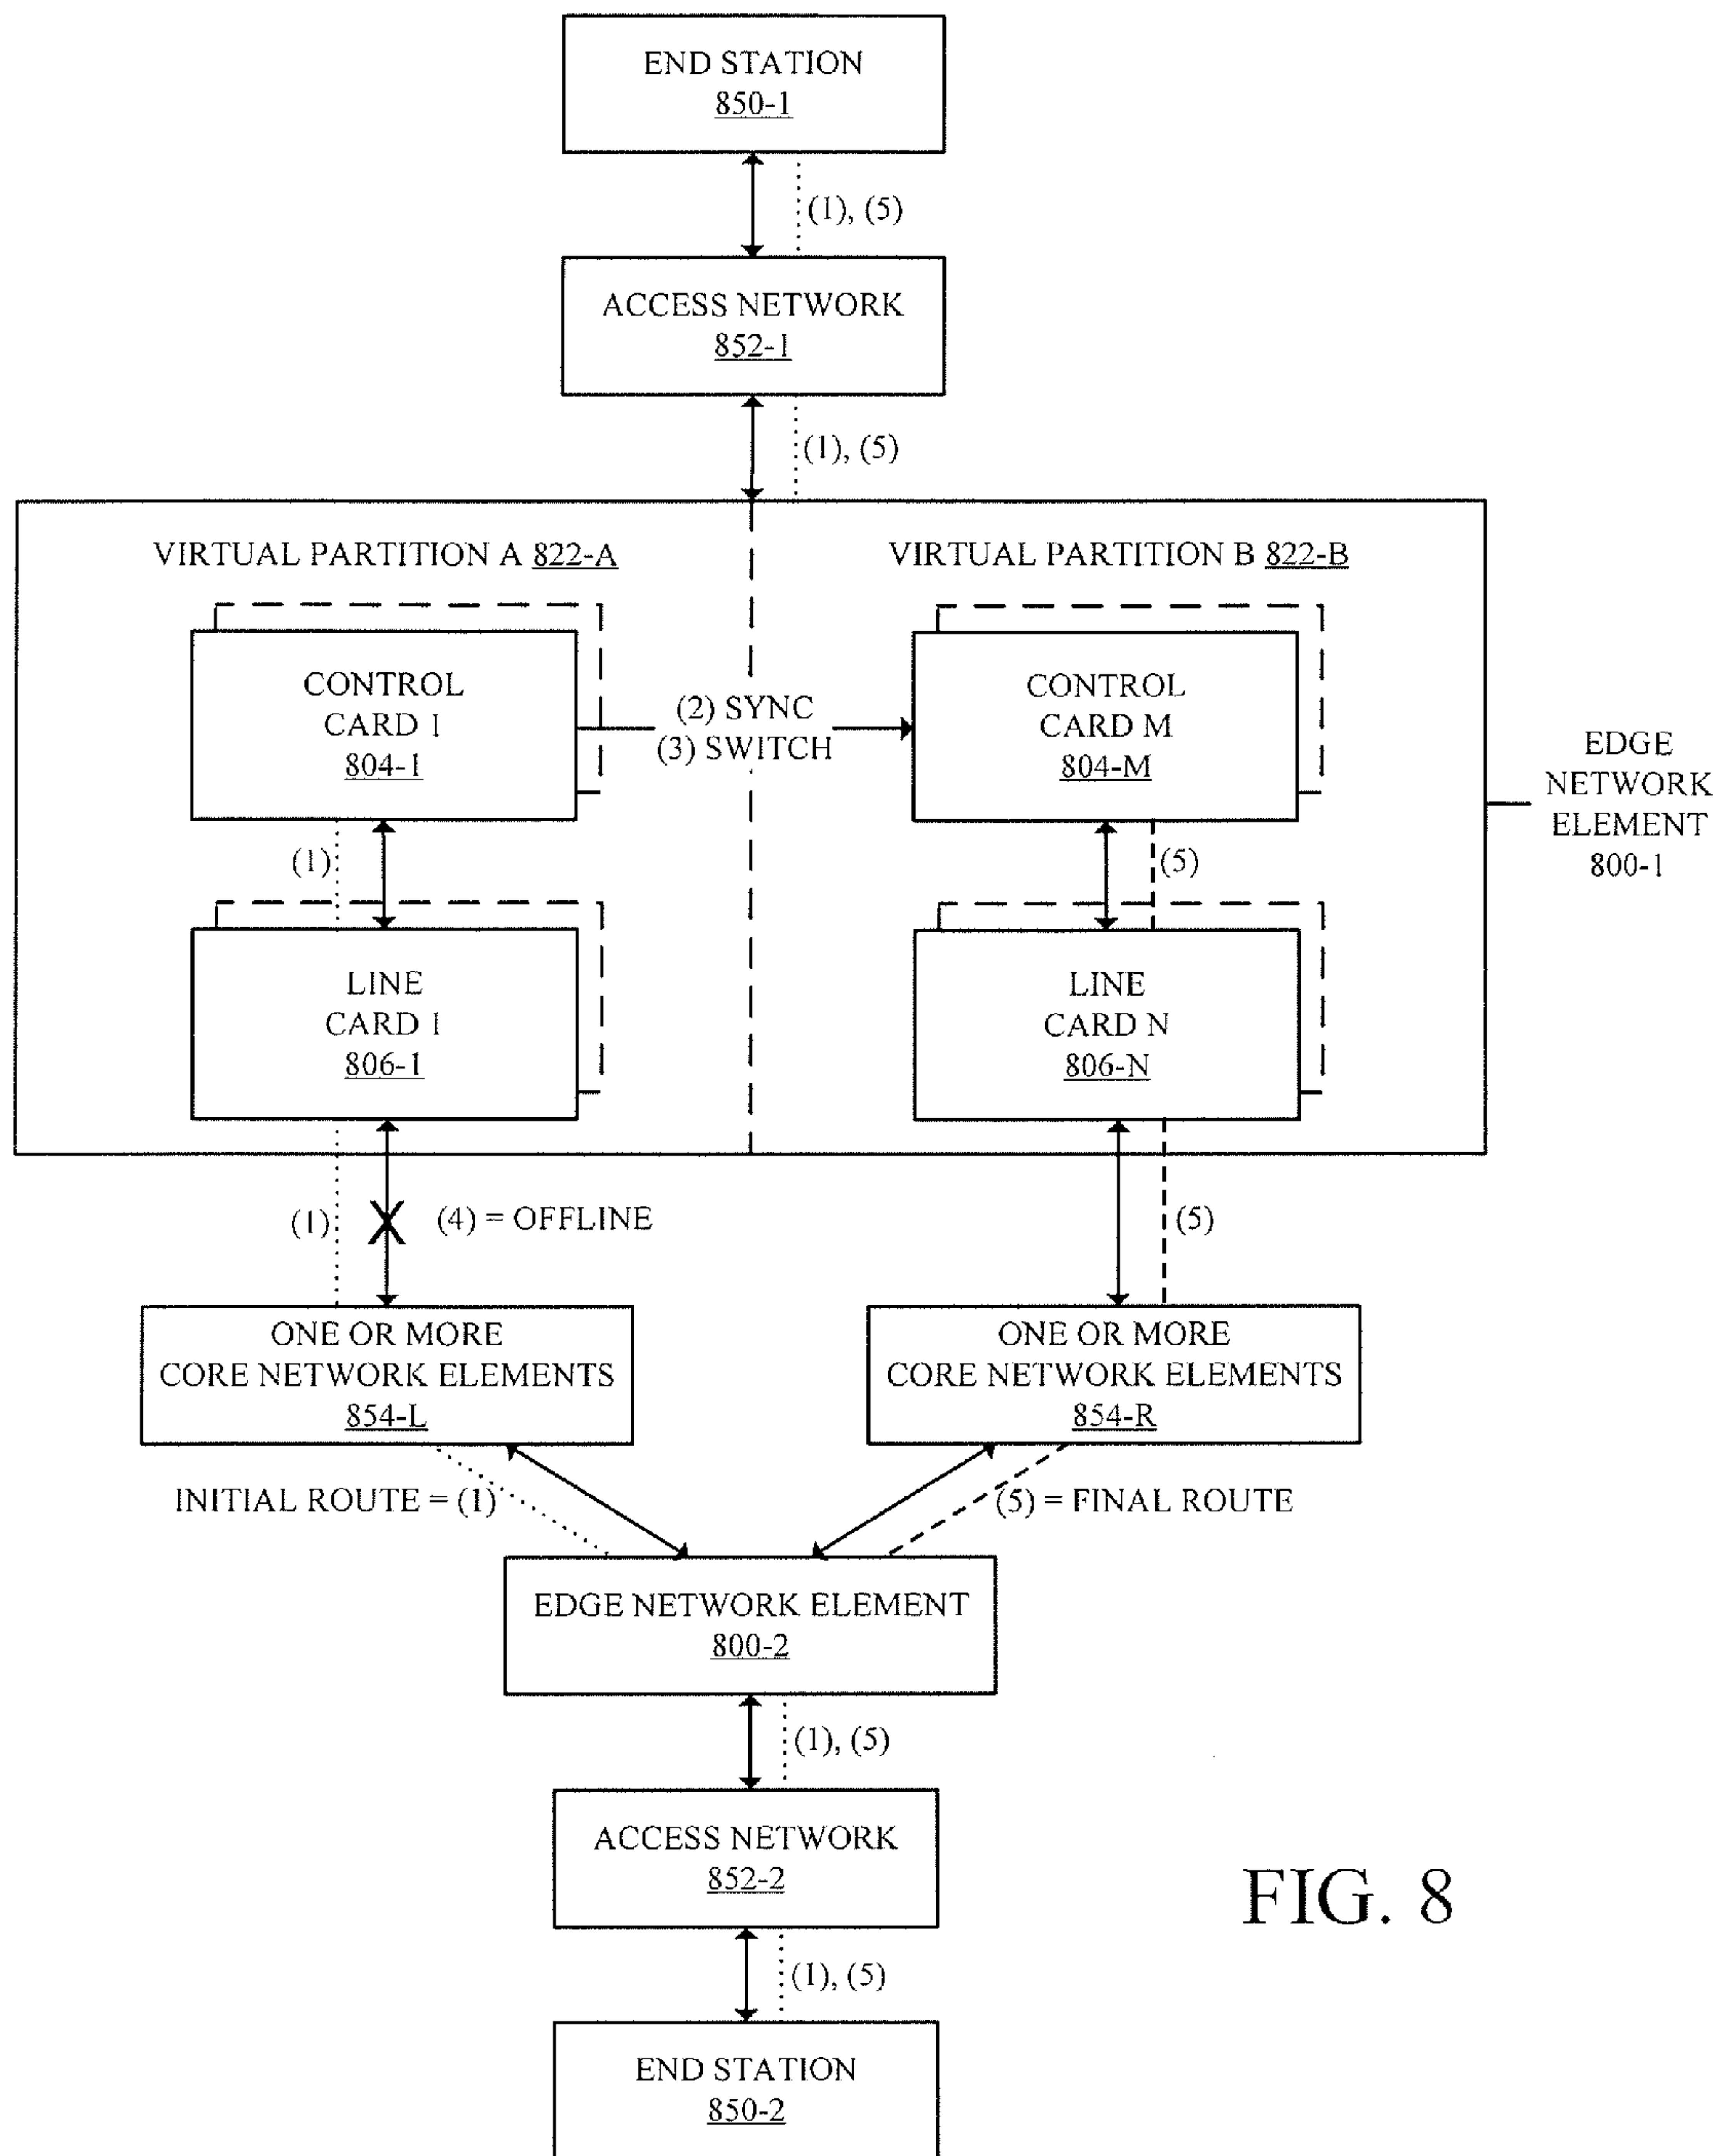 END STATION
850-1
(1), (5)
ACCESS NETWORK
852-1
(1), (5)
VIRTUAL PARTITION A 822-A
VIRTUAL PARTITION B 822-B
CONTROL
CARD 1
804-1
(2) SYNC
(3) SWITCH
CONTROL
CARD M
804-M
EDGE
NETWORK
ELEMENT
800-1
(1)
(5)
LINE
CARD 1
806-1
LINE
CARD N
806-N
(1)
X
(4) = OFFLINE
(5)
ONE OR MORE
CORE NETWORK ELEMENTS
854-L
ONE OR MORE
CORE NETWORK ELEMENTS
854-R
INITIAL ROUTE = (1)
(5) = FINAL ROUTE
EDGE NETWORK ELEMENT
800-2
(1), (5)
ACCESS NETWORK
852-2
(1), (5)
END STATION
850-2
FIG. 8